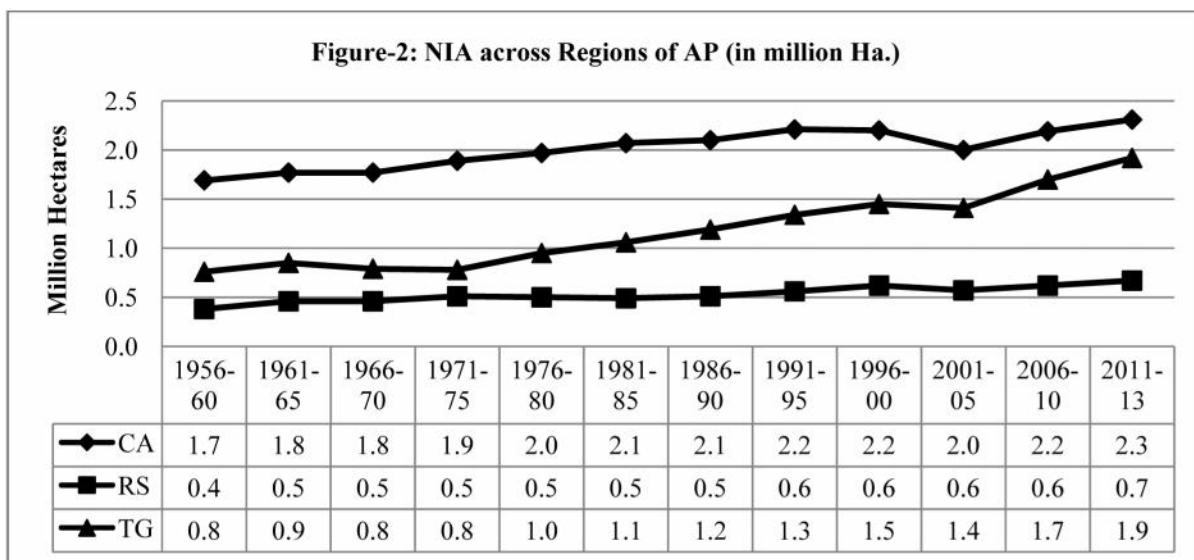 Figure-2: NIA across Regions of AP (in million Ha.)
Million Hectares
2.5
2.0
1.5
1.0
0.5
0.0
1956- 1961- 1966- 1971- 1976- 1981- 1986- 1991- 1996- 2001- 2006- 2011-
60 65 70 75 80 85 90 95 00 05 10 13
CA 1.7 1.8 1.8 1.9 2.0 2.1 2.1 2.2 2.2 2.0 2.2 2.3
RS 0.4 0.5 0.5 0.5 0.5 0.5 0.5 0.6 0.6 0.6 0.6 0.7
TG 0.8 0.9 0.8 0.8 1.0 1.1 1.2 1.3 1.5 1.4 1.7 1.9